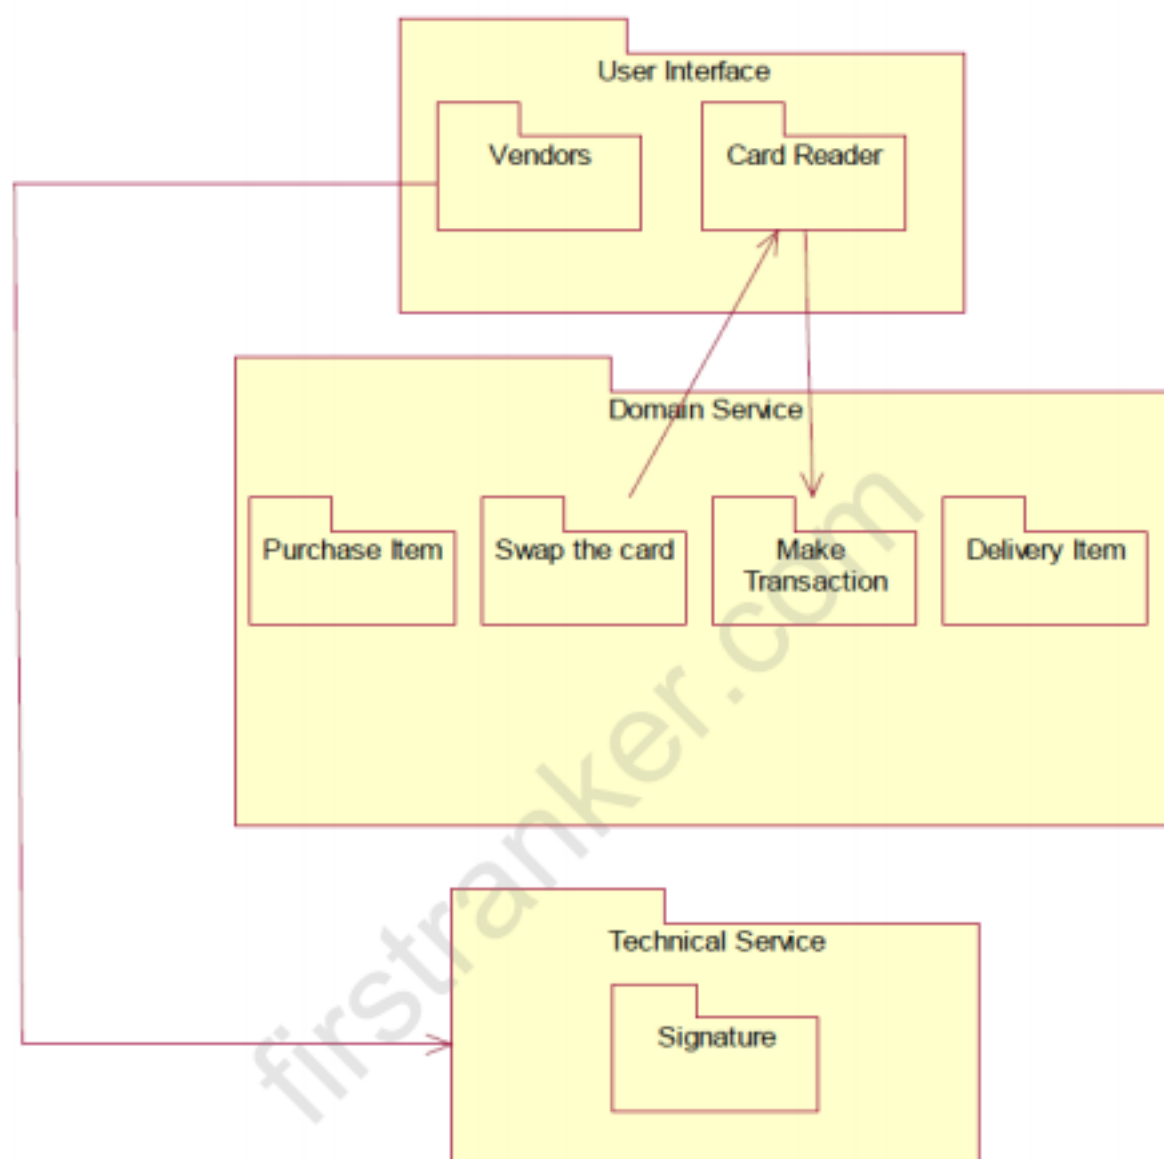 User Interface
Vendors
Card Reader
Domain Service
Purchase Item
Swap the card
Make
Transaction
Delivery Item
Technical Service
Signature
firstranker.com